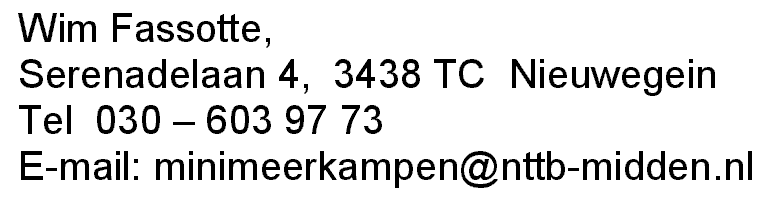 Wim Fassotte,
Serenadelaan 4,  3438 TC  Nieuwegein
Tel  030 – 603 97 73
E-mail: minimeerkampen@nttb-midden.nl